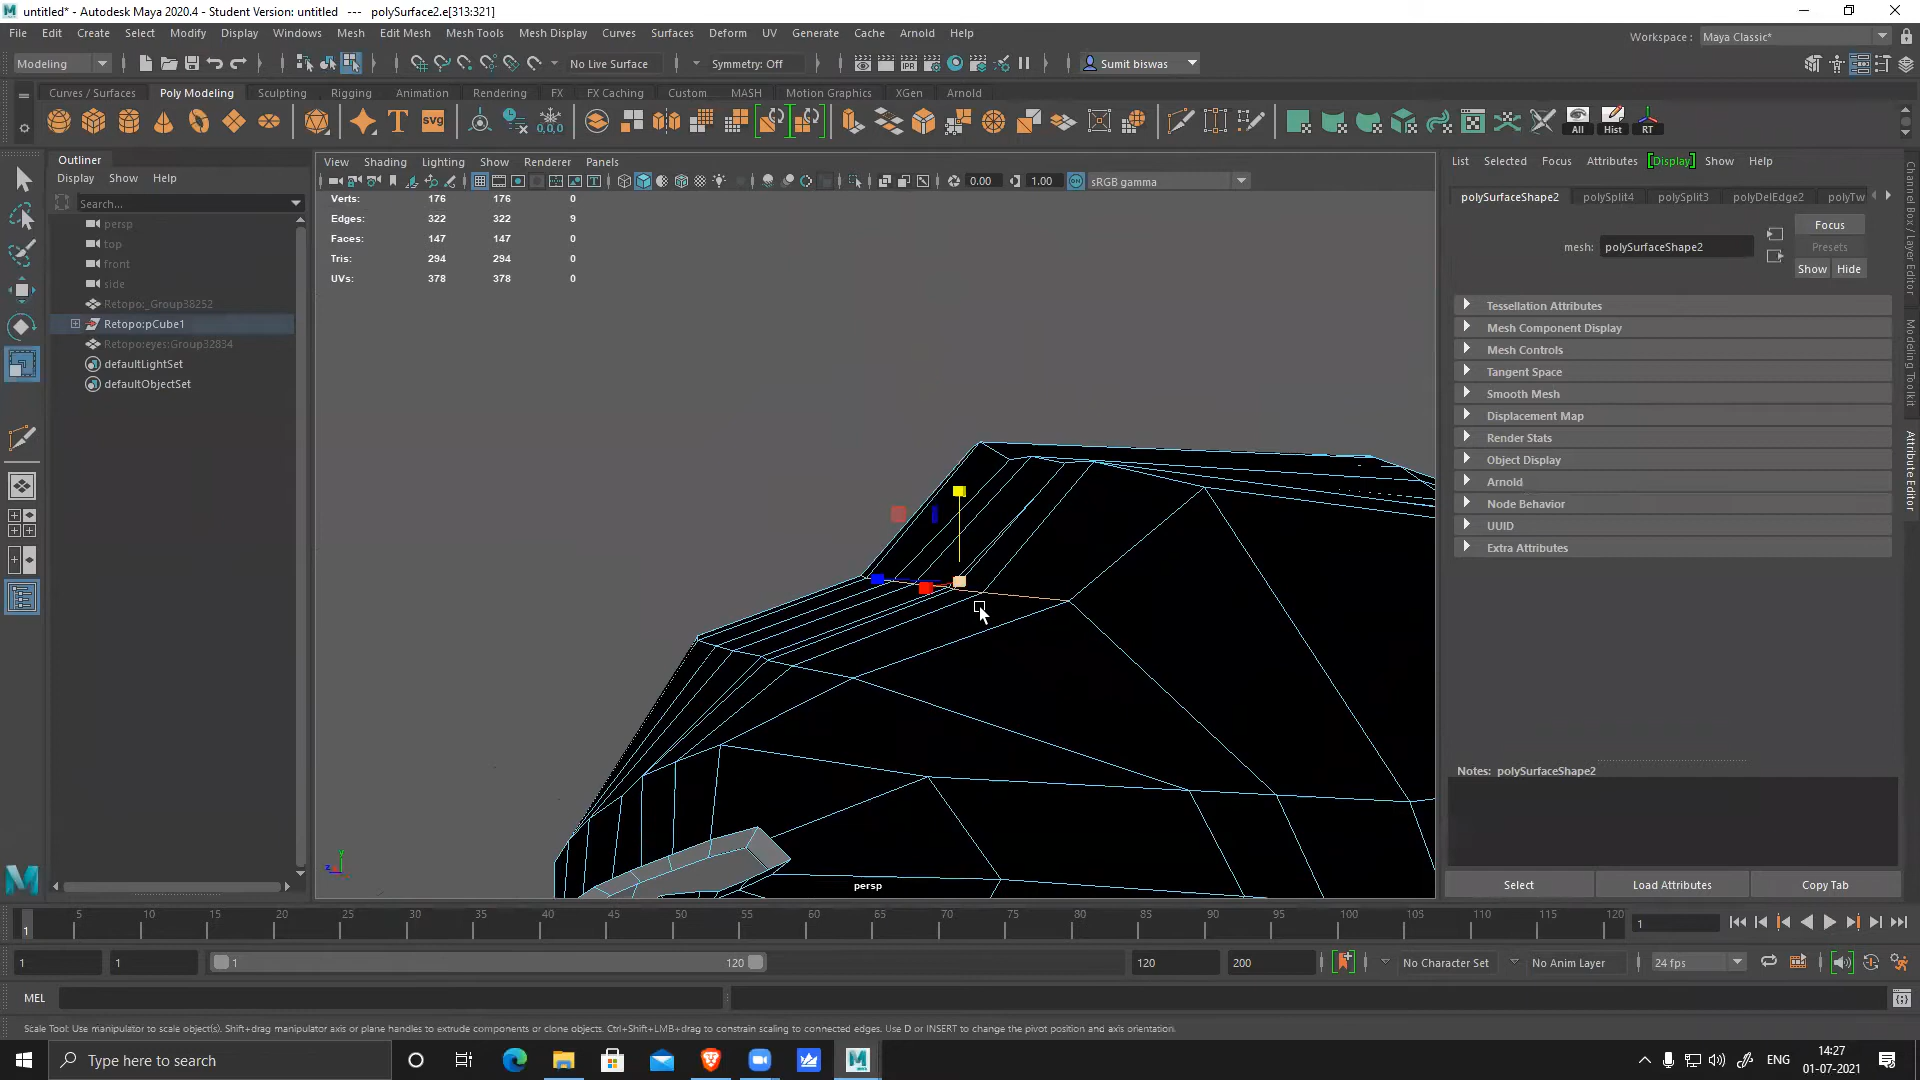 untitled* - Autodesk Maya 2020.4 - Student Version: untitled --- polySurface2.e[313:321]
File Edit Create Select Modify Display Windows Mesh Edit Mesh Mesh Tools Mesh Display Curves Surfaces Deform UV Generate Cache Arnold Help
Workspace : Maya Classic*
Modeling
No Live Surface
Symmetry: Off
Sumit biswas
Curves / Surfaces Poly Modeling Sculpting Rigging Animation Rendering FX FX Caching Custom MASH Motion Graphics XGen Arnold
T svg 0,0,0 All Hist RT
Outliner
Display Show Help
Search...
persp
top
front
side
Retopo:_Group38252
Retopo:pCube1
Retopo:eyes:Group32834
defaultLightSet
defaultObjectSet
View Shading Lighting Show Renderer Panels
0.00 1.00 sRGB gamma
Verts: 176 176 0
Edges: 322 322 9
Faces: 147 147 0
Tris: 294 294 0
UVs: 378 378 0
persp
List Selected Focus Attributes [Display] Show Help
polySurfaceShape2 polySplit4 polySplit3 polyDelEdge2 polyTw
Focus
mesh: polySurfaceShape2
Presets
Show Hide
Tessellation Attributes
Mesh Component Display
Mesh Controls
Tangent Space
Smooth Mesh
Displacement Map
Render Stats
Object Display
Arnold
Node Behavior
UUID
Extra Attributes
Notes: polySurfaceShape2
Select Load Attributes Copy Tab
Channel Box / Layer Editor
Modeling Toolkit
Attribute Editor
5 10 15 20 25 30 35 40 45 50 55 60 65 70 75 80 85 90 95 100 105 110 115 120
1
1
1 1 1 120 120 200
No Character Set
No Anim Layer
24 fps
MEL
Scale Tool: Use manipulator to scale object(s). Shift+drag manipulator axis or plane handles to extrude components or clone objects. Ctrl+Shift+LMB+drag to constrain scaling to connected edges. Use D or INSERT to change the pivot position and axis orientation.
Type here to search
ENG
14:27
01-07-2021